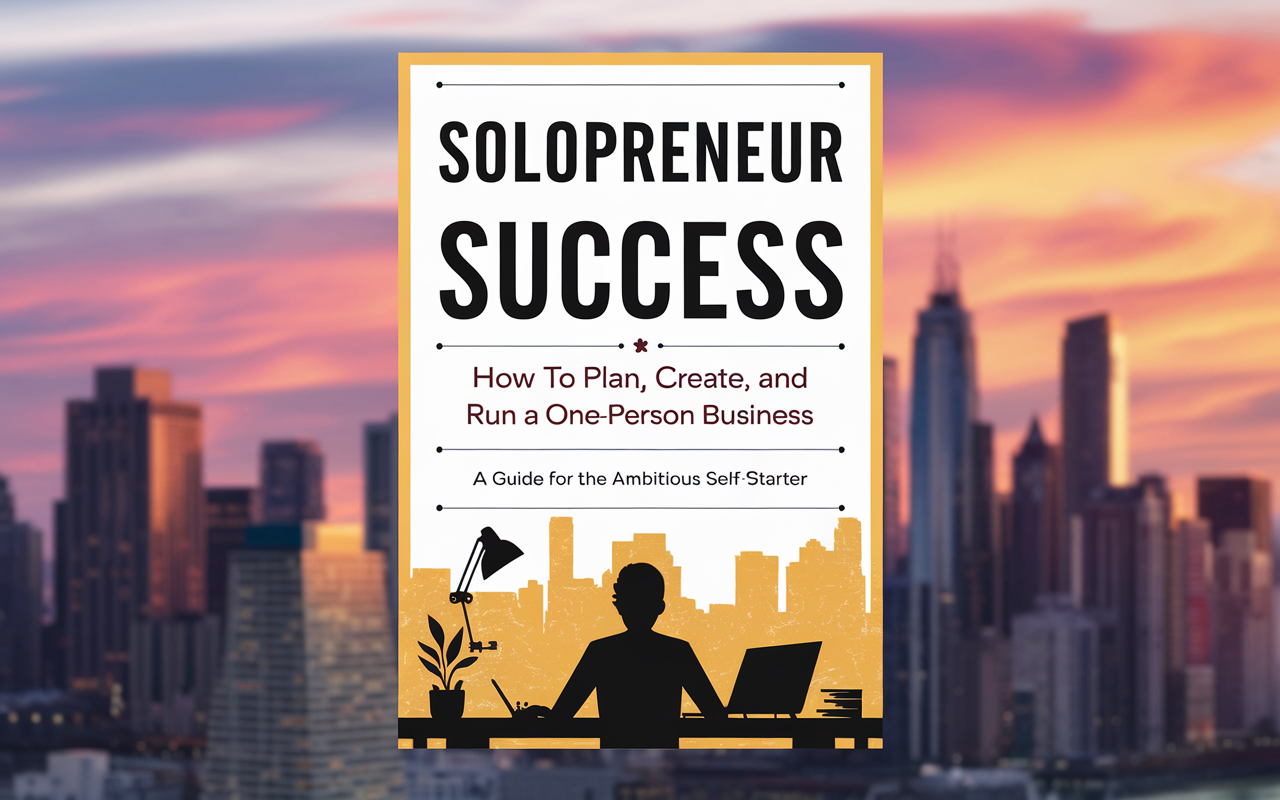 SOLOPRENEUR
SUCCESS
How To Plan, Create, and
Run a One-Person Business
A Guide for the Ambitious Self-Starter